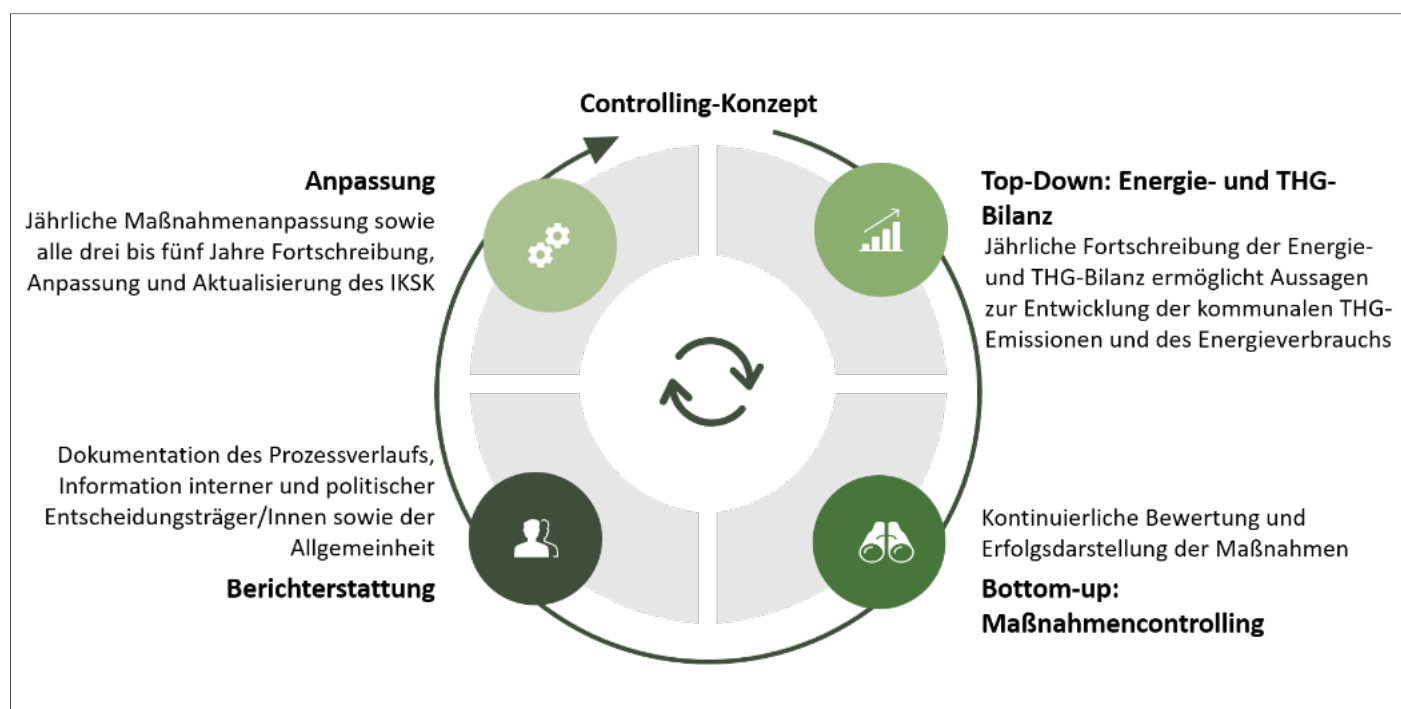 Controlling-Konzept
Anpassung
Jährliche Maßnahmenanpassung sowie
alle drei bis fünf Jahre Fortschreibung,
Anpassung und Aktualisierung des IKSK
Top-Down: Energie- und THG-
Bilanz
Jährliche Fortschreibung der Energie-
und THG-Bilanz ermöglicht Aussagen
zur Entwicklung der kommunalen THG-
Emissionen und des Energieverbrauchs
Dokumentation des Prozessverlaufs,
Information interner und politischer
Entscheidungsträger/Innen sowie der
Allgemeinheit
Berichterstattung
Kontinuierliche Bewertung und
Erfolgsdarstellung der Maßnahmen
Bottom-up:
Maßnahmencontrolling